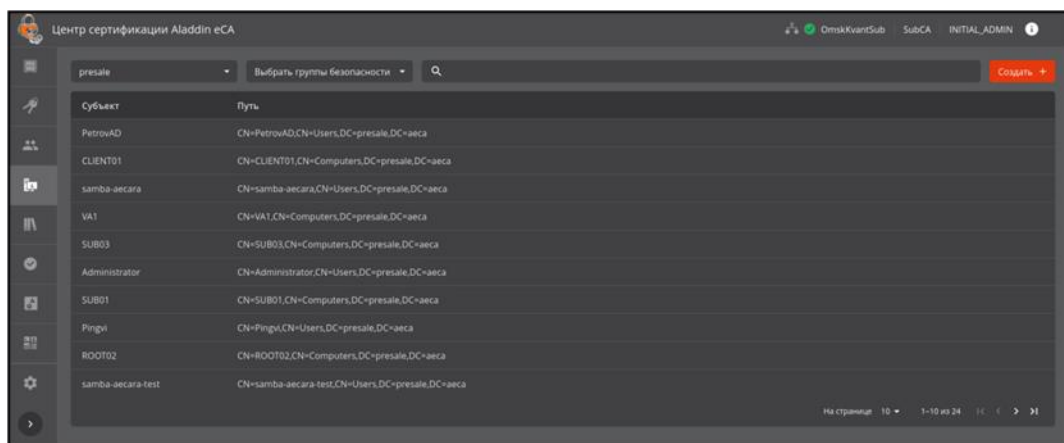 Центр сертификации Aladdin eCA
OmskKvantSub SubCA INITIAL_ADMIN
presale Выбрать группы безопасности Создать +
Субъект Путь
PetrovAD CN=PetrovAD,CN=Users,DC=presale,DC=aeca
CLIENT01 CN=CLIENT01,CN=Computers,DC=presale,DC=aeca
samba-aecara CN=samba-aecara,CN=Users,DC=presale,DC=aeca
VA1 CN=VA1,CN=Computers,DC=presale,DC=aeca
SUB03 CN=SUB03,CN=Computers,DC=presale,DC=aeca
Administrator CN=Administrator,CN=Users,DC=presale,DC=aeca
SUB01 CN=SUB01,CN=Computers,DC=presale,DC=aeca
Pingvi CN=Pingvi,CN=Users,DC=presale,DC=aeca
ROOT02 CN=ROOT02,CN=Computers,DC=presale,DC=aeca
samba-aecara-test CN=samba-aecara-test,CN=Users,DC=presale,DC=aeca
На странице 10 1–10 из 24